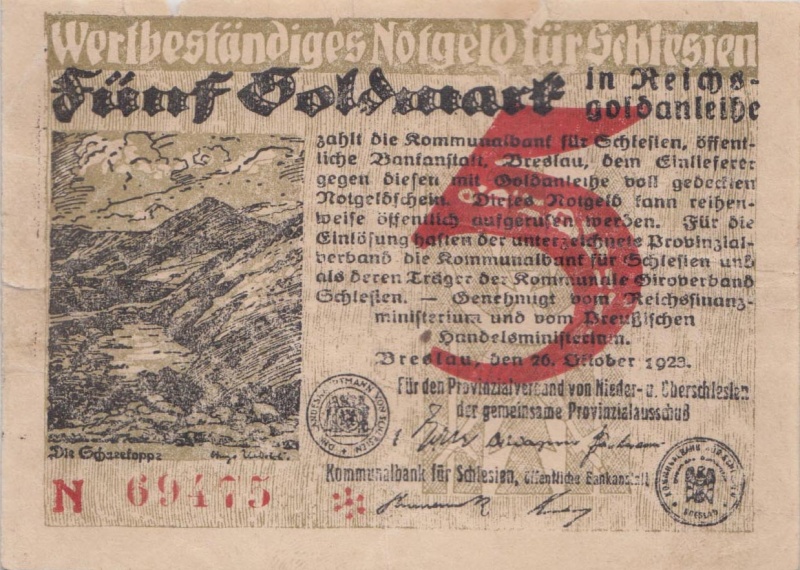 Wertbeständiges Notgeld für Schlesien
Fünf Goldmark
in Reichs-
goldanleihe
5
zahlt die Kommunalbank für Schlesien, öffent-
liche Bankanstalt, Breslau, dem Einlieferer
gegen diesen mit Goldanleihe voll gedeckten
Notgeldschein. Dieses Notgeld kann reihen-
weise öffentlich aufgerufen werden. Für die
Einlösung haften der unterzeichnete Provinzial-
verband die Kommunalbank für Schlesien und
als deren Träger der Kommunale Giroverband
Schlesien. — Genehmigt vom Reichsfinanz-
ministerium und vom Preußischen
Handelsministerium.
Breslau, den 26. Oktober 1923.
Für den Provinzialverband von Nieder- u. Oberschlesien
der gemeinsame Provinzialausschuß
Die Schneekoppe
Kommunalbank für Schlesien, öffentliche Bankanstalt
N 69475
KOMMUNALBANK
BRESLAU